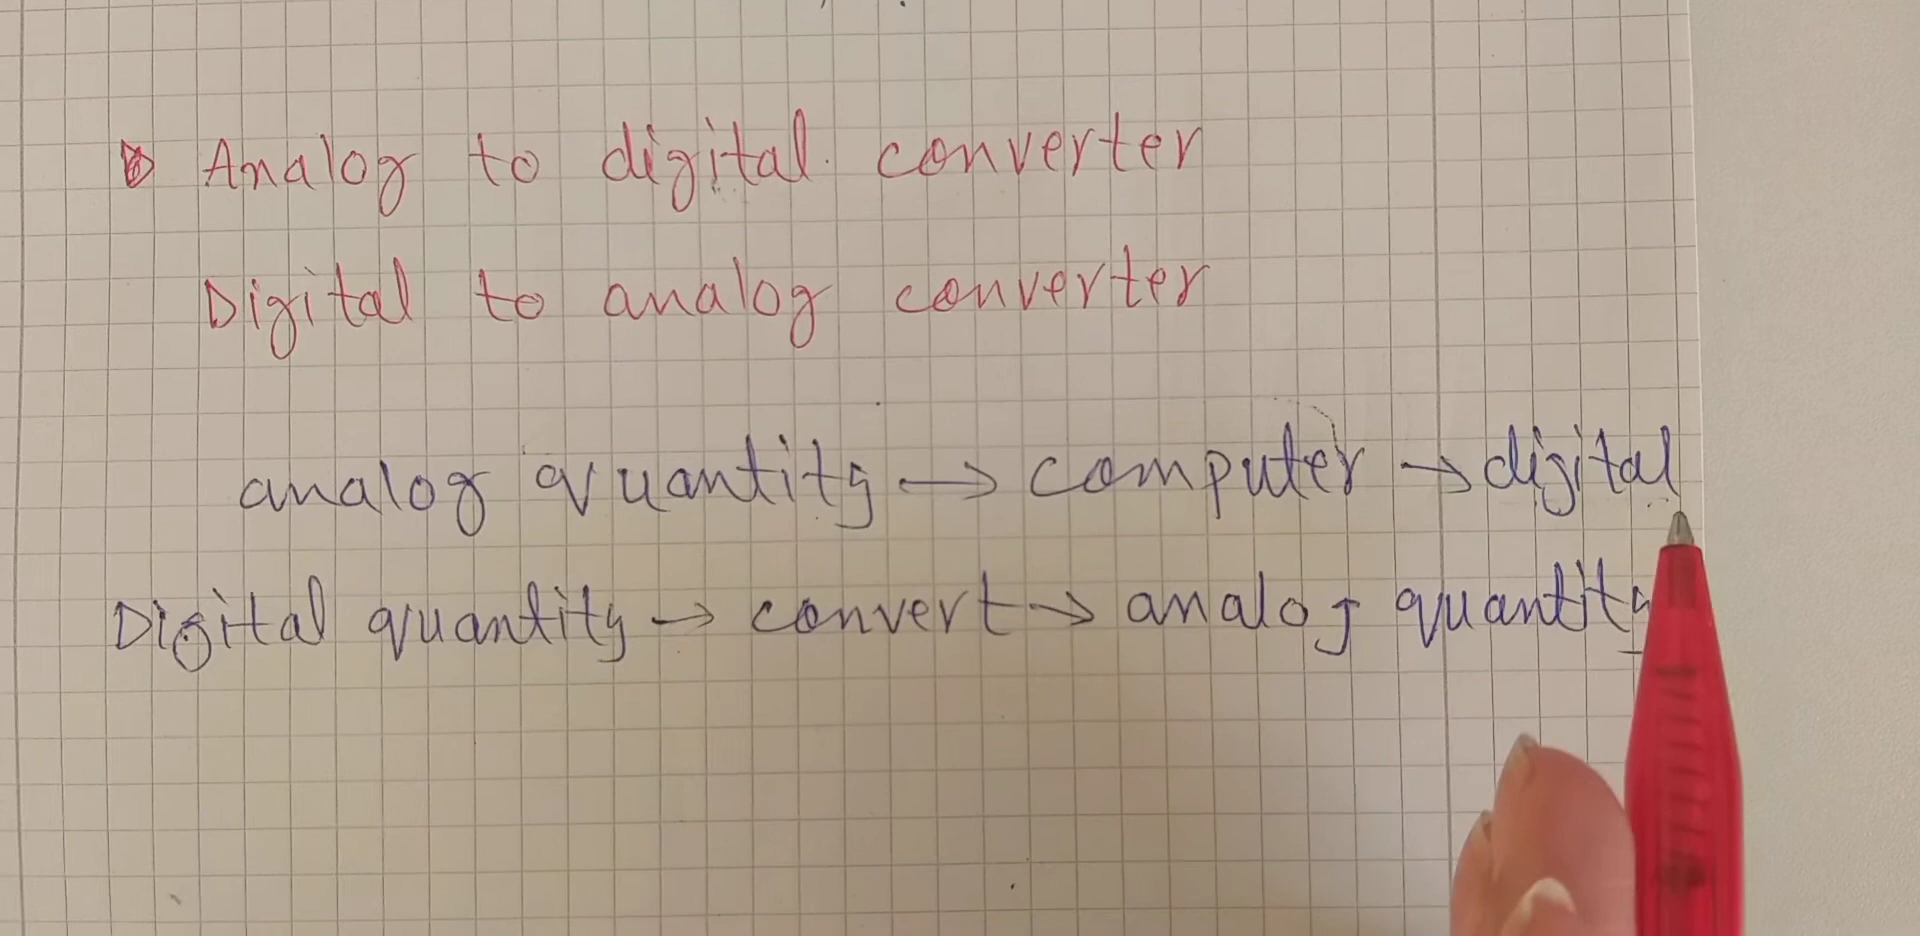 Analog to digital converter
Digital to analog converter
analog quantity → computer → digital
Digital quantity → convert → analog quantity